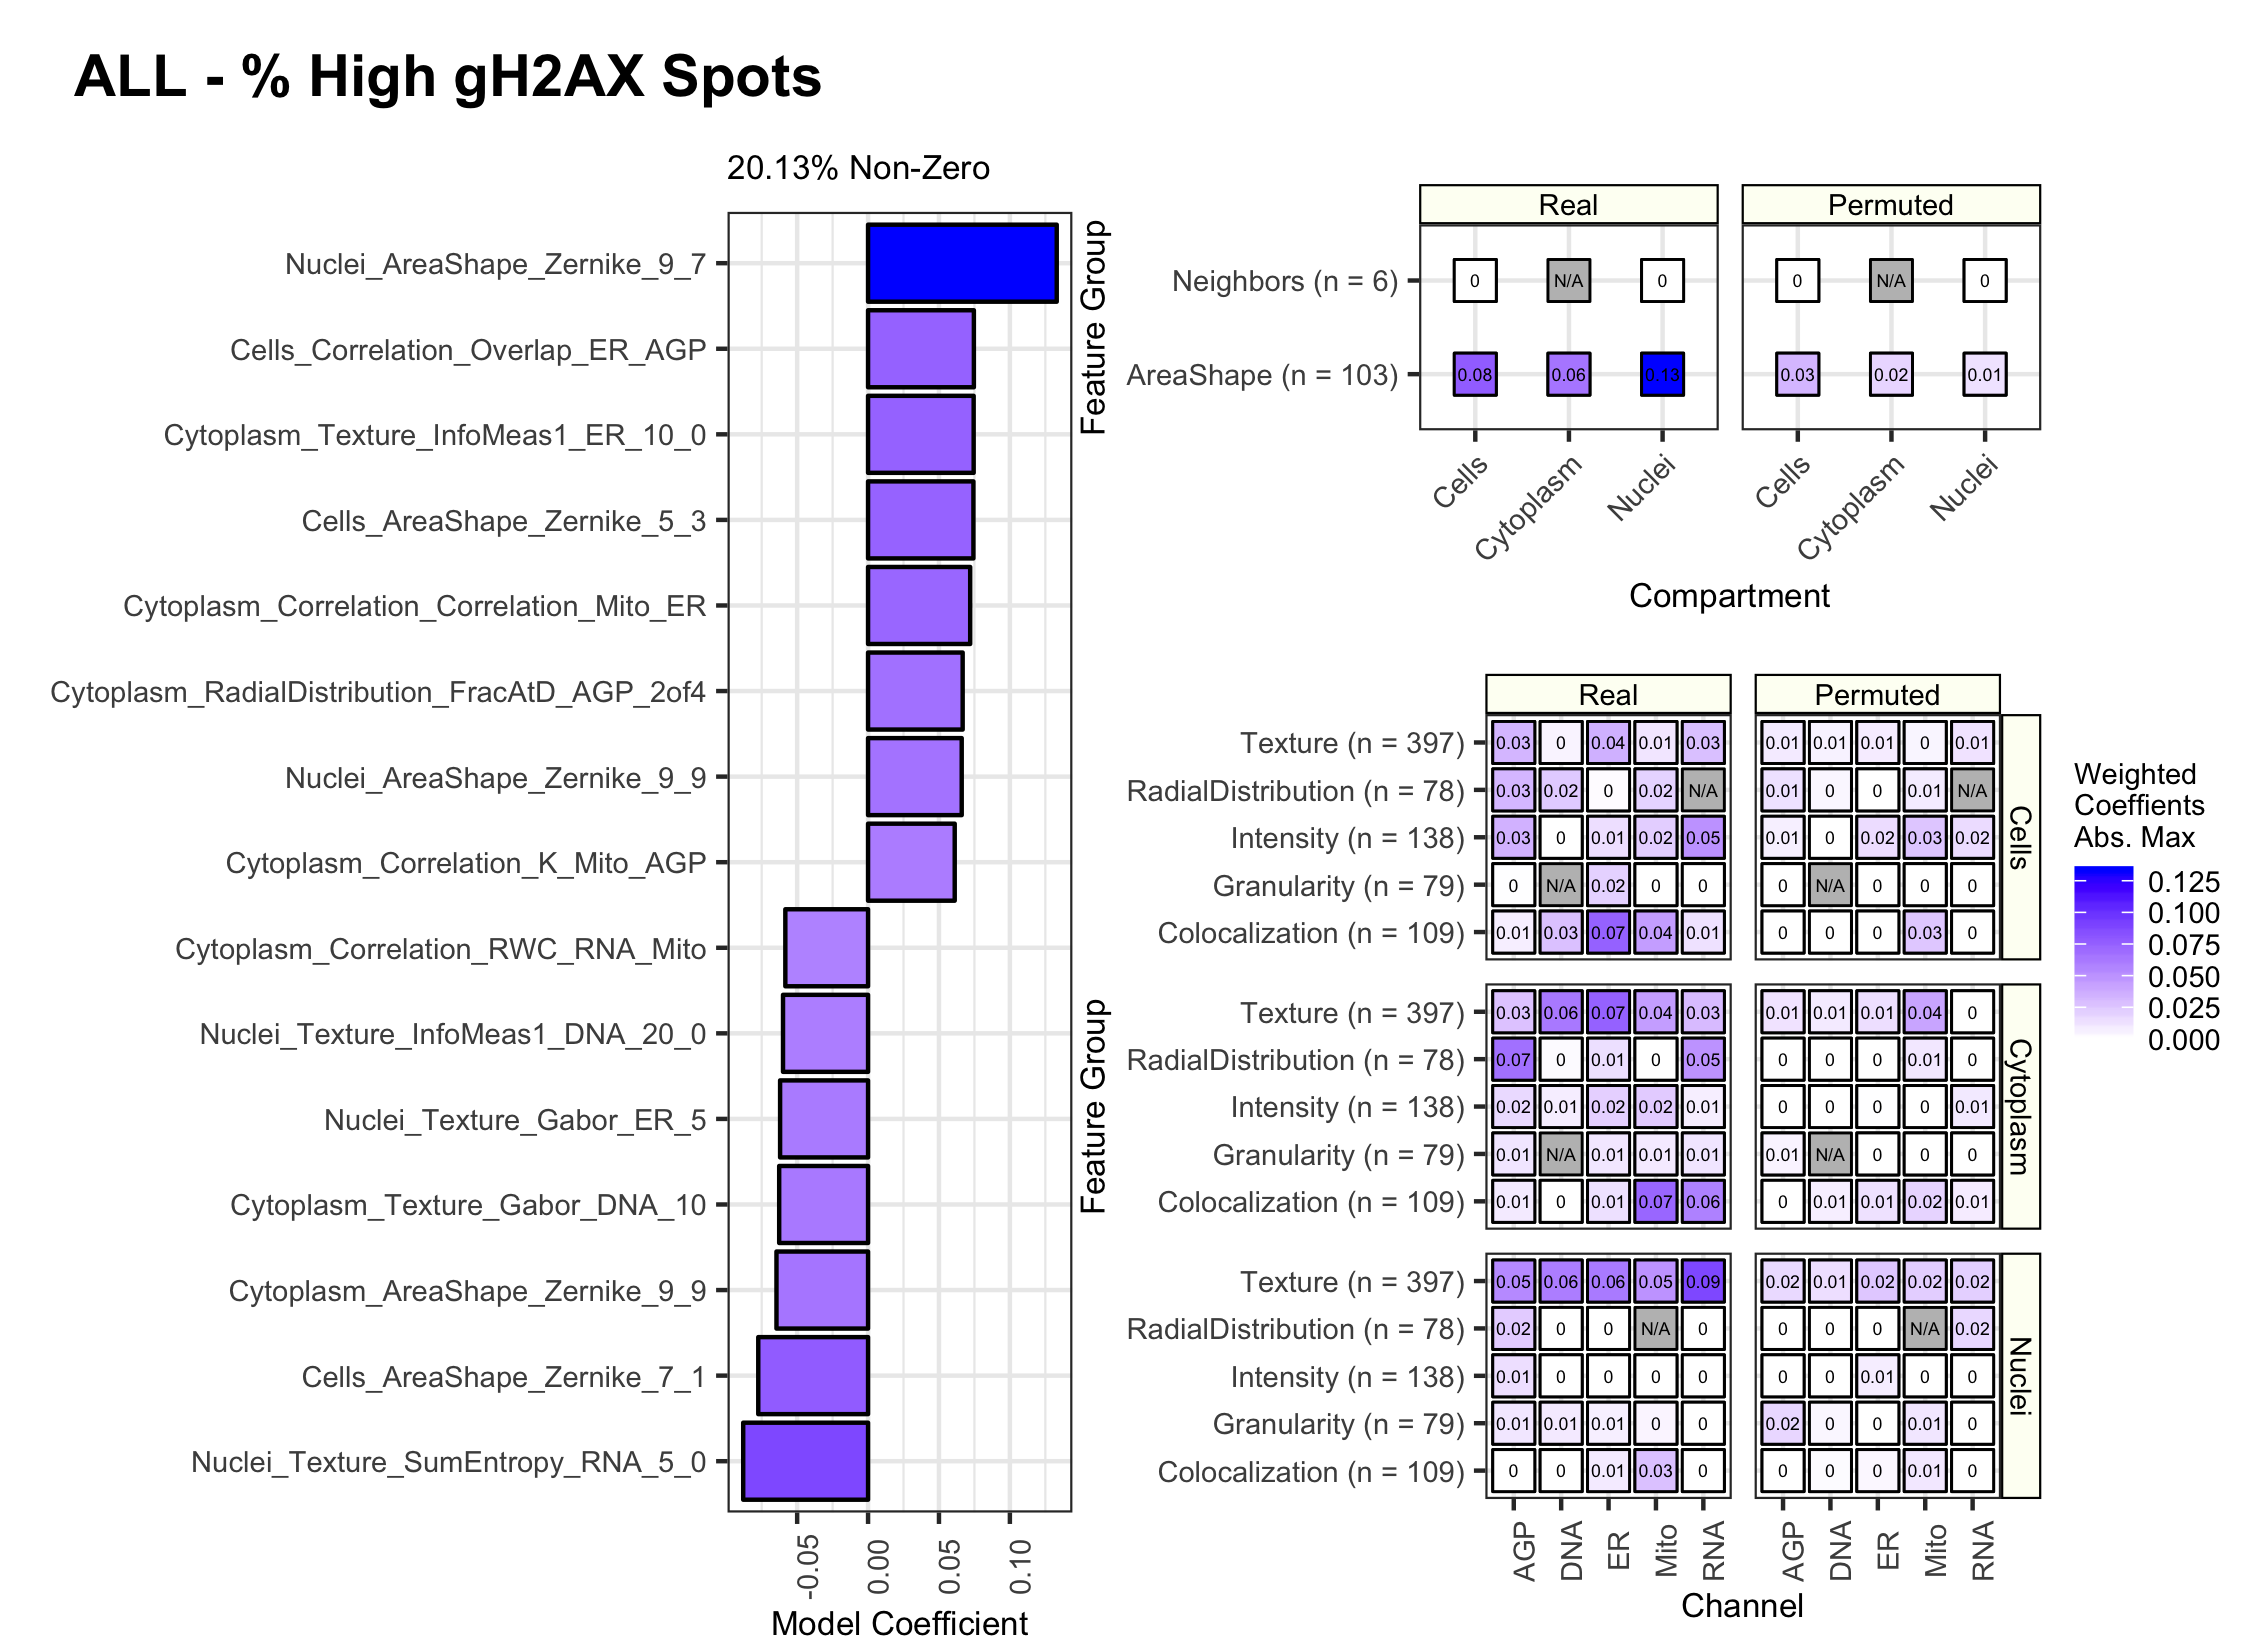 ALL - % High gH2AX Spots
20.13% Non-Zero
Nuclei_AreaShape_Zernike_9_7
Cells_Correlation_Overlap_ER_AGP
Cytoplasm_Texture_InfoMeas1_ER_10_0
Cells_AreaShape_Zernike_5_3
Cytoplasm_Correlation_Correlation_Mito_ER
Cytoplasm_RadialDistribution_FracAtD_AGP_2of4
Nuclei_AreaShape_Zernike_9_9
Cytoplasm_Correlation_K_Mito_AGP
Cytoplasm_Correlation_RWC_RNA_Mito
Nuclei_Texture_InfoMeas1_DNA_20_0
Nuclei_Texture_Gabor_ER_5
Cytoplasm_Texture_Gabor_DNA_10
Cytoplasm_AreaShape_Zernike_9_9
Cells_AreaShape_Zernike_7_1
Nuclei_Texture_SumEntropy_RNA_5_0
-0.05 0.00 0.05 0.10
Model Coefficient
Feature Group
Real Permuted
Neighbors (n = 6) 0 N/A 0 0 N/A 0
AreaShape (n = 103) 0.08 0.06 0.13 0.03 0.02 0.01
Cells Cytoplasm Nuclei Cells Cytoplasm Nuclei
Compartment
Feature Group
Real Permuted
Texture (n = 397) 0.03 0 0.04 0.01 0.03 0.01 0.01 0.01 0 0.01
RadialDistribution (n = 78) 0.03 0.02 0 0.02 N/A 0.01 0 0 0.01 N/A
Intensity (n = 138) 0.03 0 0.01 0.02 0.05 0.01 0 0.02 0.03 0.02
Granularity (n = 79) 0 N/A 0.02 0 0 0 N/A 0 0 0
Colocalization (n = 109) 0.01 0.03 0.07 0.04 0.01 0 0 0 0.03 0
Cells
Texture (n = 397) 0.03 0.06 0.07 0.04 0.03 0.01 0.01 0.01 0.04 0
RadialDistribution (n = 78) 0.07 0 0.01 0 0.05 0 0 0 0.01 0
Intensity (n = 138) 0.02 0.01 0.02 0.02 0.01 0 0 0 0 0.01
Granularity (n = 79) 0.01 N/A 0.01 0.01 0.01 0.01 N/A 0 0 0
Colocalization (n = 109) 0.01 0 0.01 0.07 0.06 0 0.01 0.01 0.02 0.01
Cytoplasm
Texture (n = 397) 0.05 0.06 0.06 0.05 0.09 0.02 0.01 0.02 0.02 0.02
RadialDistribution (n = 78) 0.02 0 0 N/A 0 0 0 0 N/A 0.02
Intensity (n = 138) 0.01 0 0 0 0 0 0 0.01 0 0
Granularity (n = 79) 0.01 0.01 0.01 0 0 0.02 0 0 0.01 0
Colocalization (n = 109) 0 0 0.01 0.03 0 0 0 0 0.01 0
Nuclei
AGP DNA ER Mito RNA AGP DNA ER Mito RNA
Channel
Weighted
Coeffients
Abs. Max
0.125
0.100
0.075
0.050
0.025
0.000